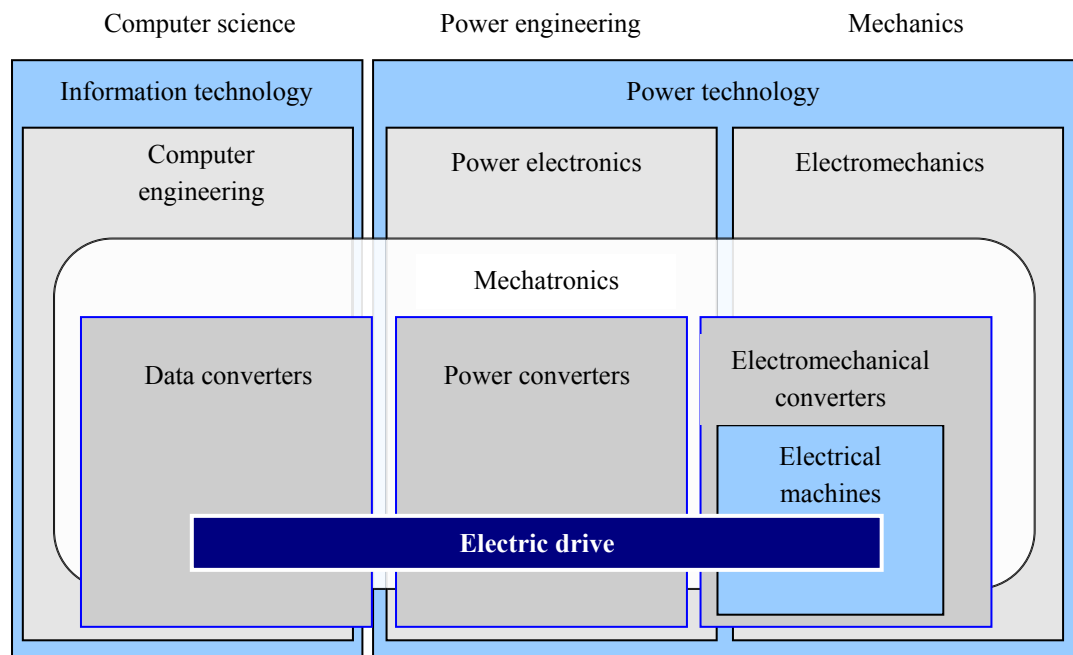 Computer science
Power engineering
Mechanics
Information technology
Power technology
Computer
engineering
Power electronics
Electromechanics
Mechatronics
Data converters
Power converters
Electromechanical
converters
Electrical
machines
Electric drive